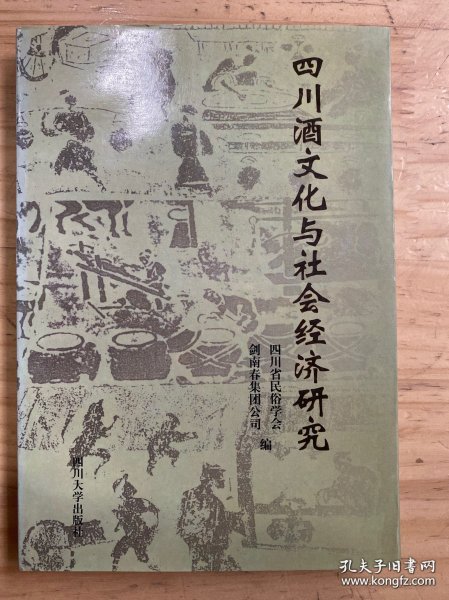 四川酒文化与社会经济研究
四川省民俗学会
剑南春集团公司
编
四川大学出版社
孔夫子旧书网
www.kongfz.com